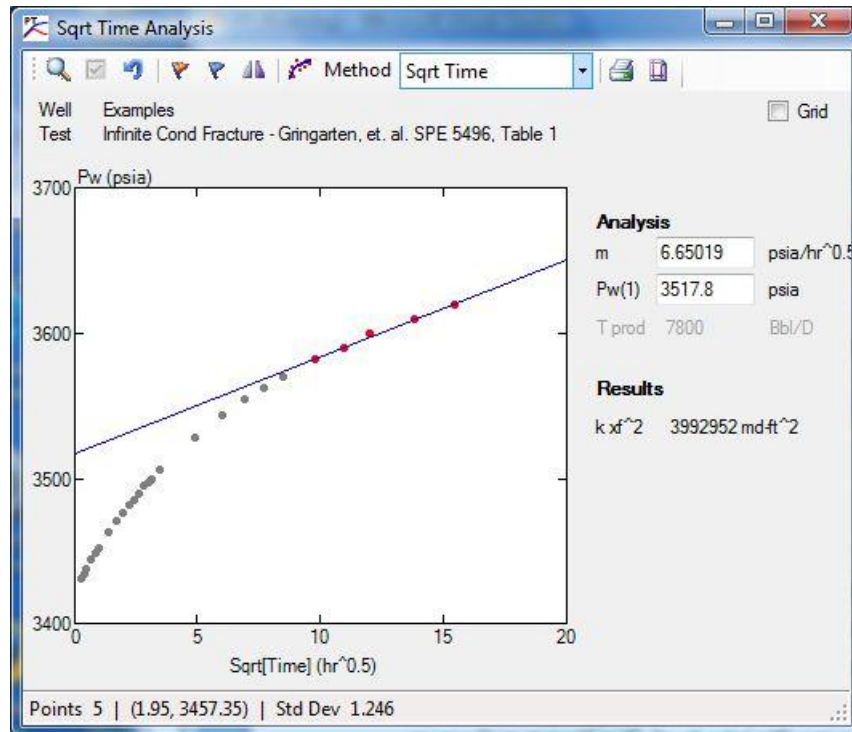 Sqrt Time Analysis
Method Sqrt Time
Well Examples Grid
Test Infinite Cond Fracture - Gringarten, et. al. SPE 5496, Table 1
Pw (psia)
3700
3600
3500
3400
0 5 10 15 20
Sqrt[Time] (hr^0.5)
Analysis
m 6.65019 psia/hr^0.5
Pw(1) 3517.8 psia
T prod 7800 Bbl/D
Results
k xf^2 3992952 md-ft^2
Points 5 | (1.95, 3457.35) | Std Dev 1.246